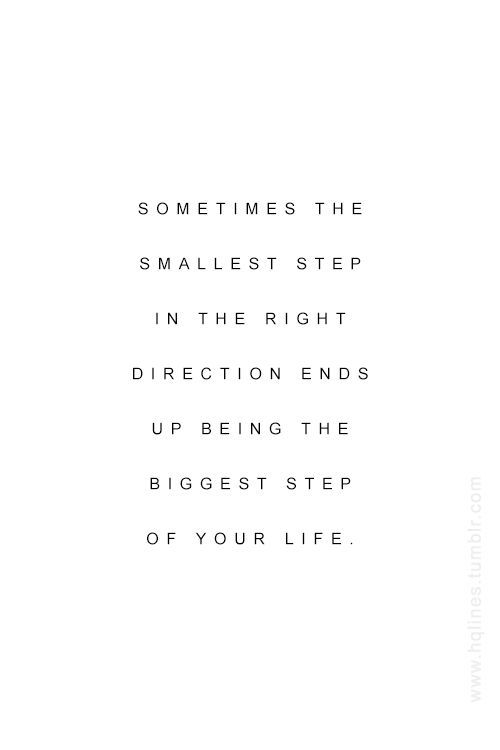 SOMETIMES THE
SMALLEST STEP
IN THE RIGHT
DIRECTION ENDS
UP BEING THE
BIGGEST STEP
OF YOUR LIFE.
www.hqlines.tumblr.com